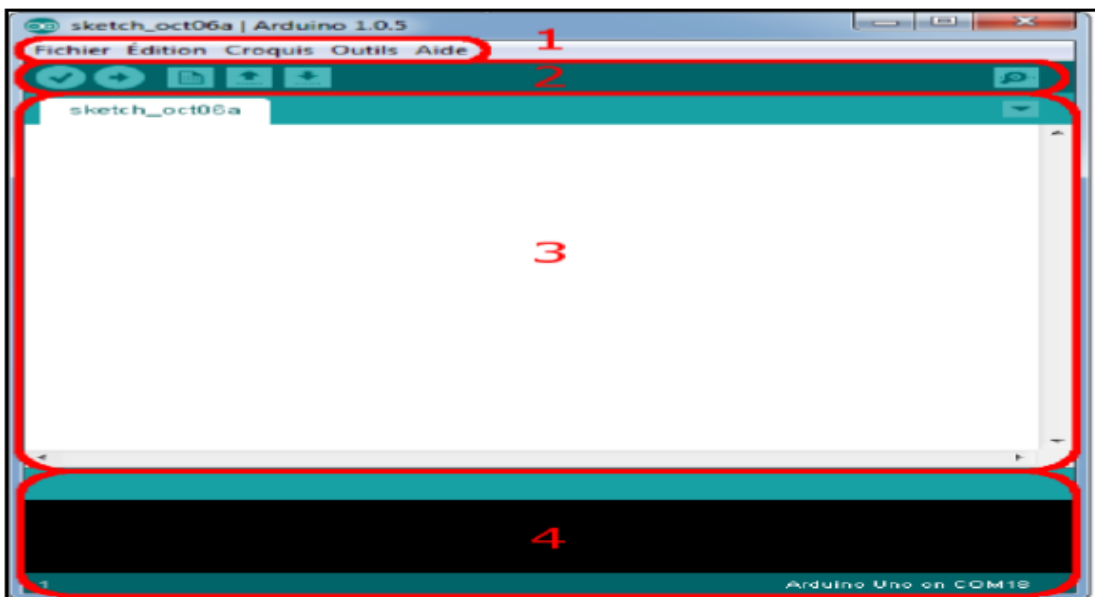 sketch_oct06a | Arduino 1.0.5
1
Fichier Édition Croquis Outils Aide
2
sketch_oct06a
3
4
1
Arduino Uno on COM18